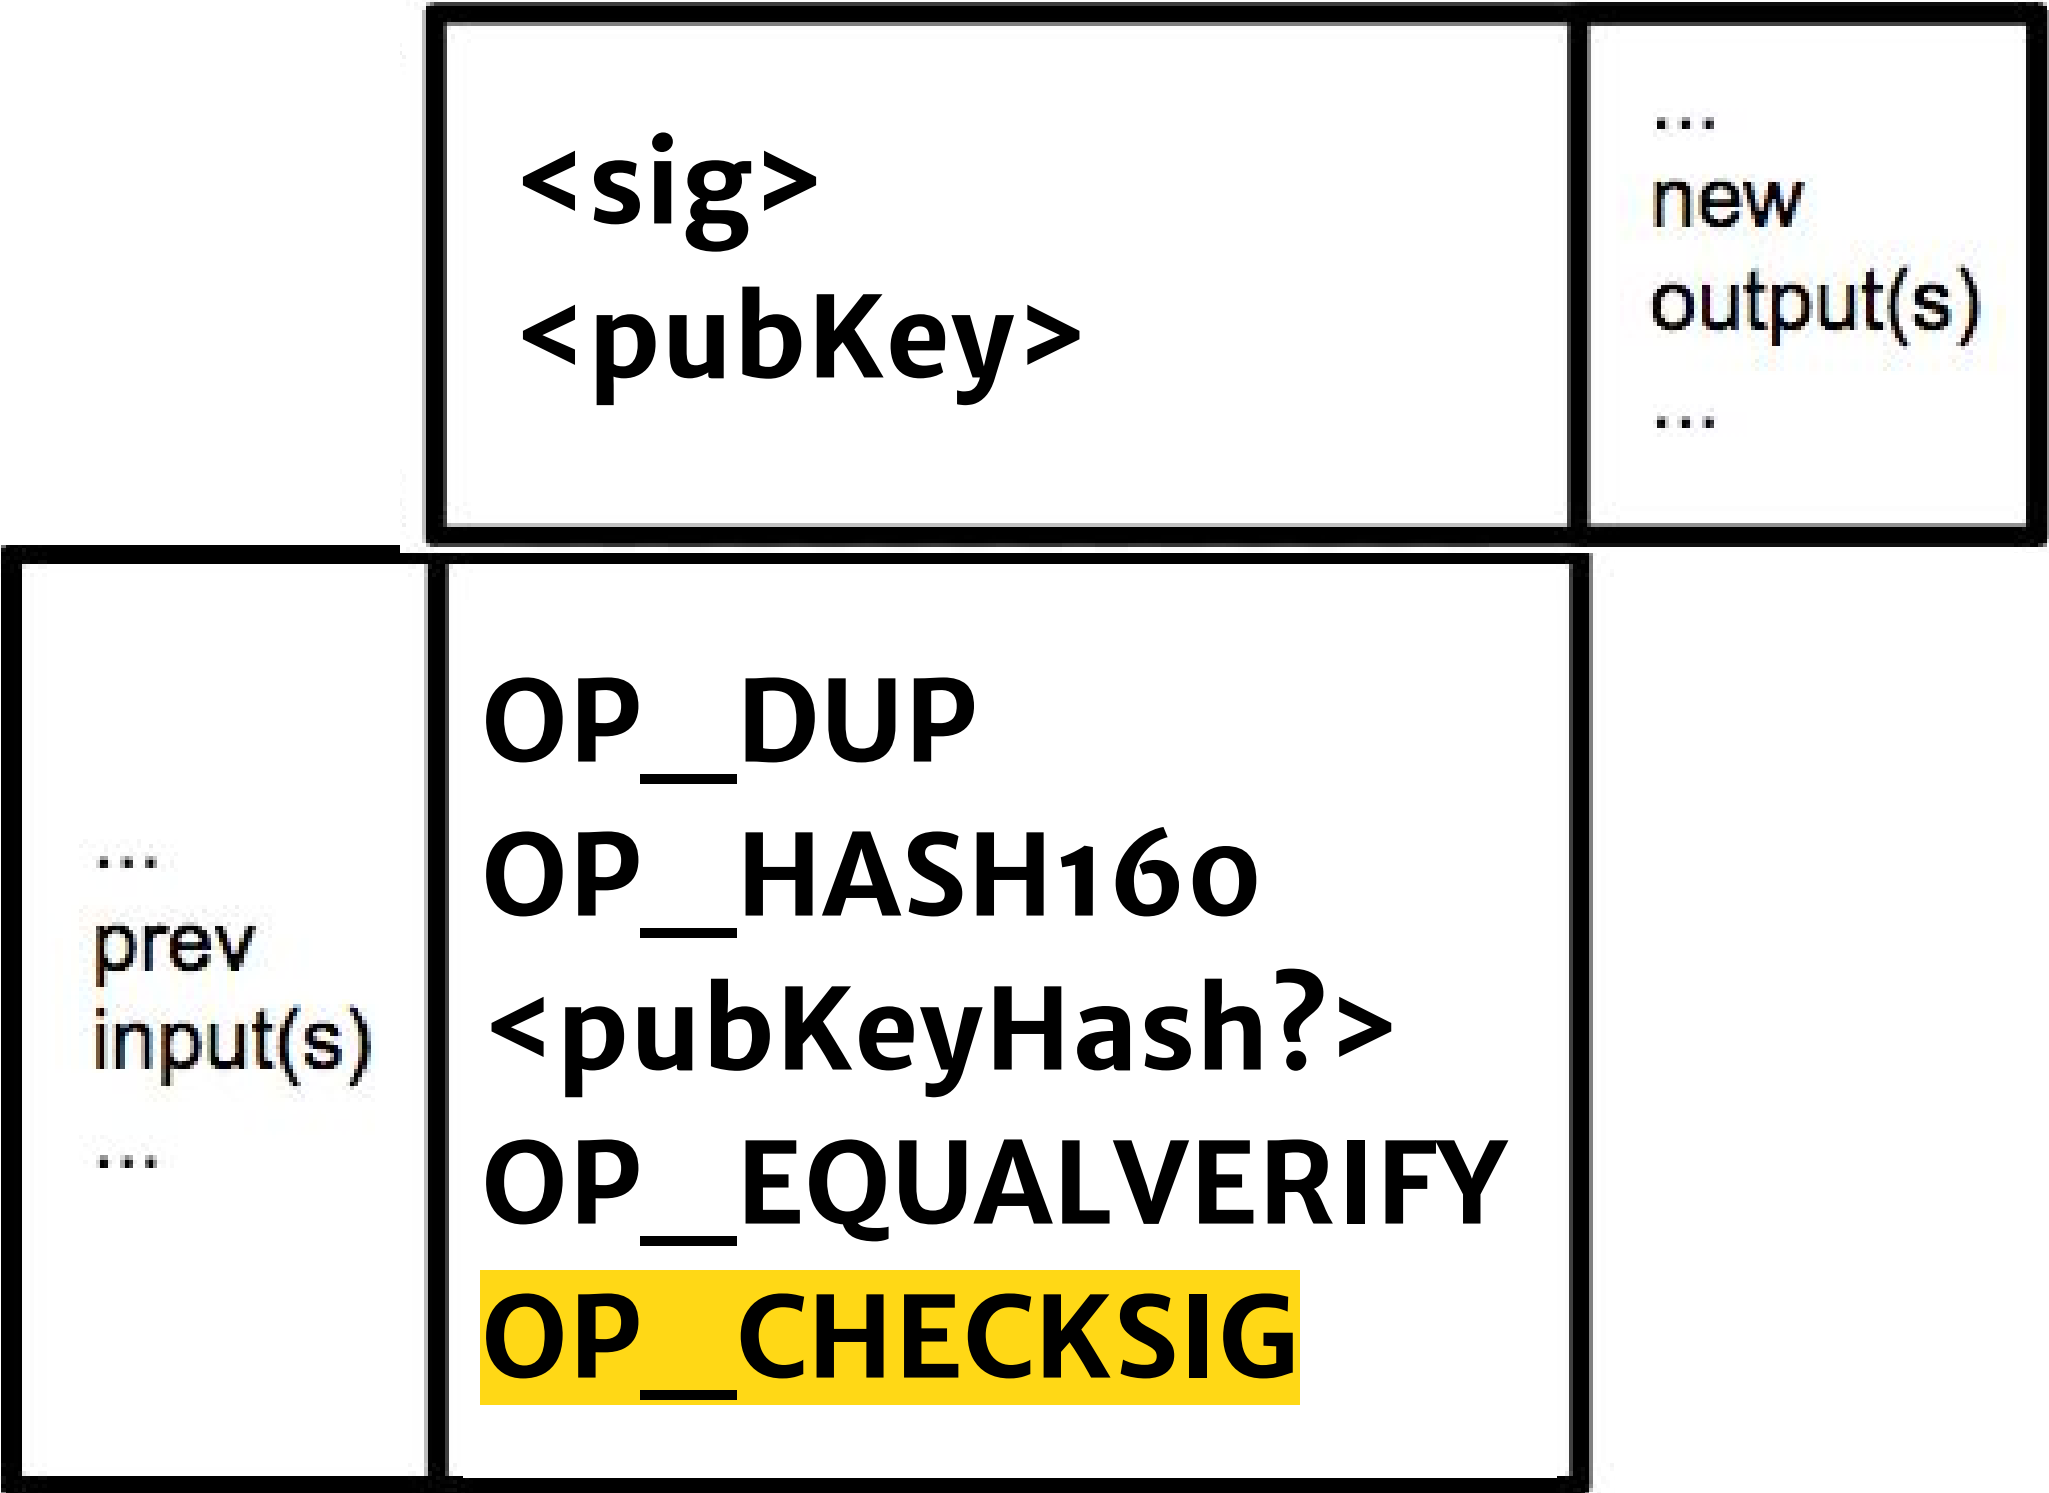 <sig>
<pubKey>
...
new
output(s)
...
...
prev
input(s)
...
OP_DUP
OP_HASH160
<pubKeyHash?>
OP_EQUALVERIFY
OP_CHECKSIG